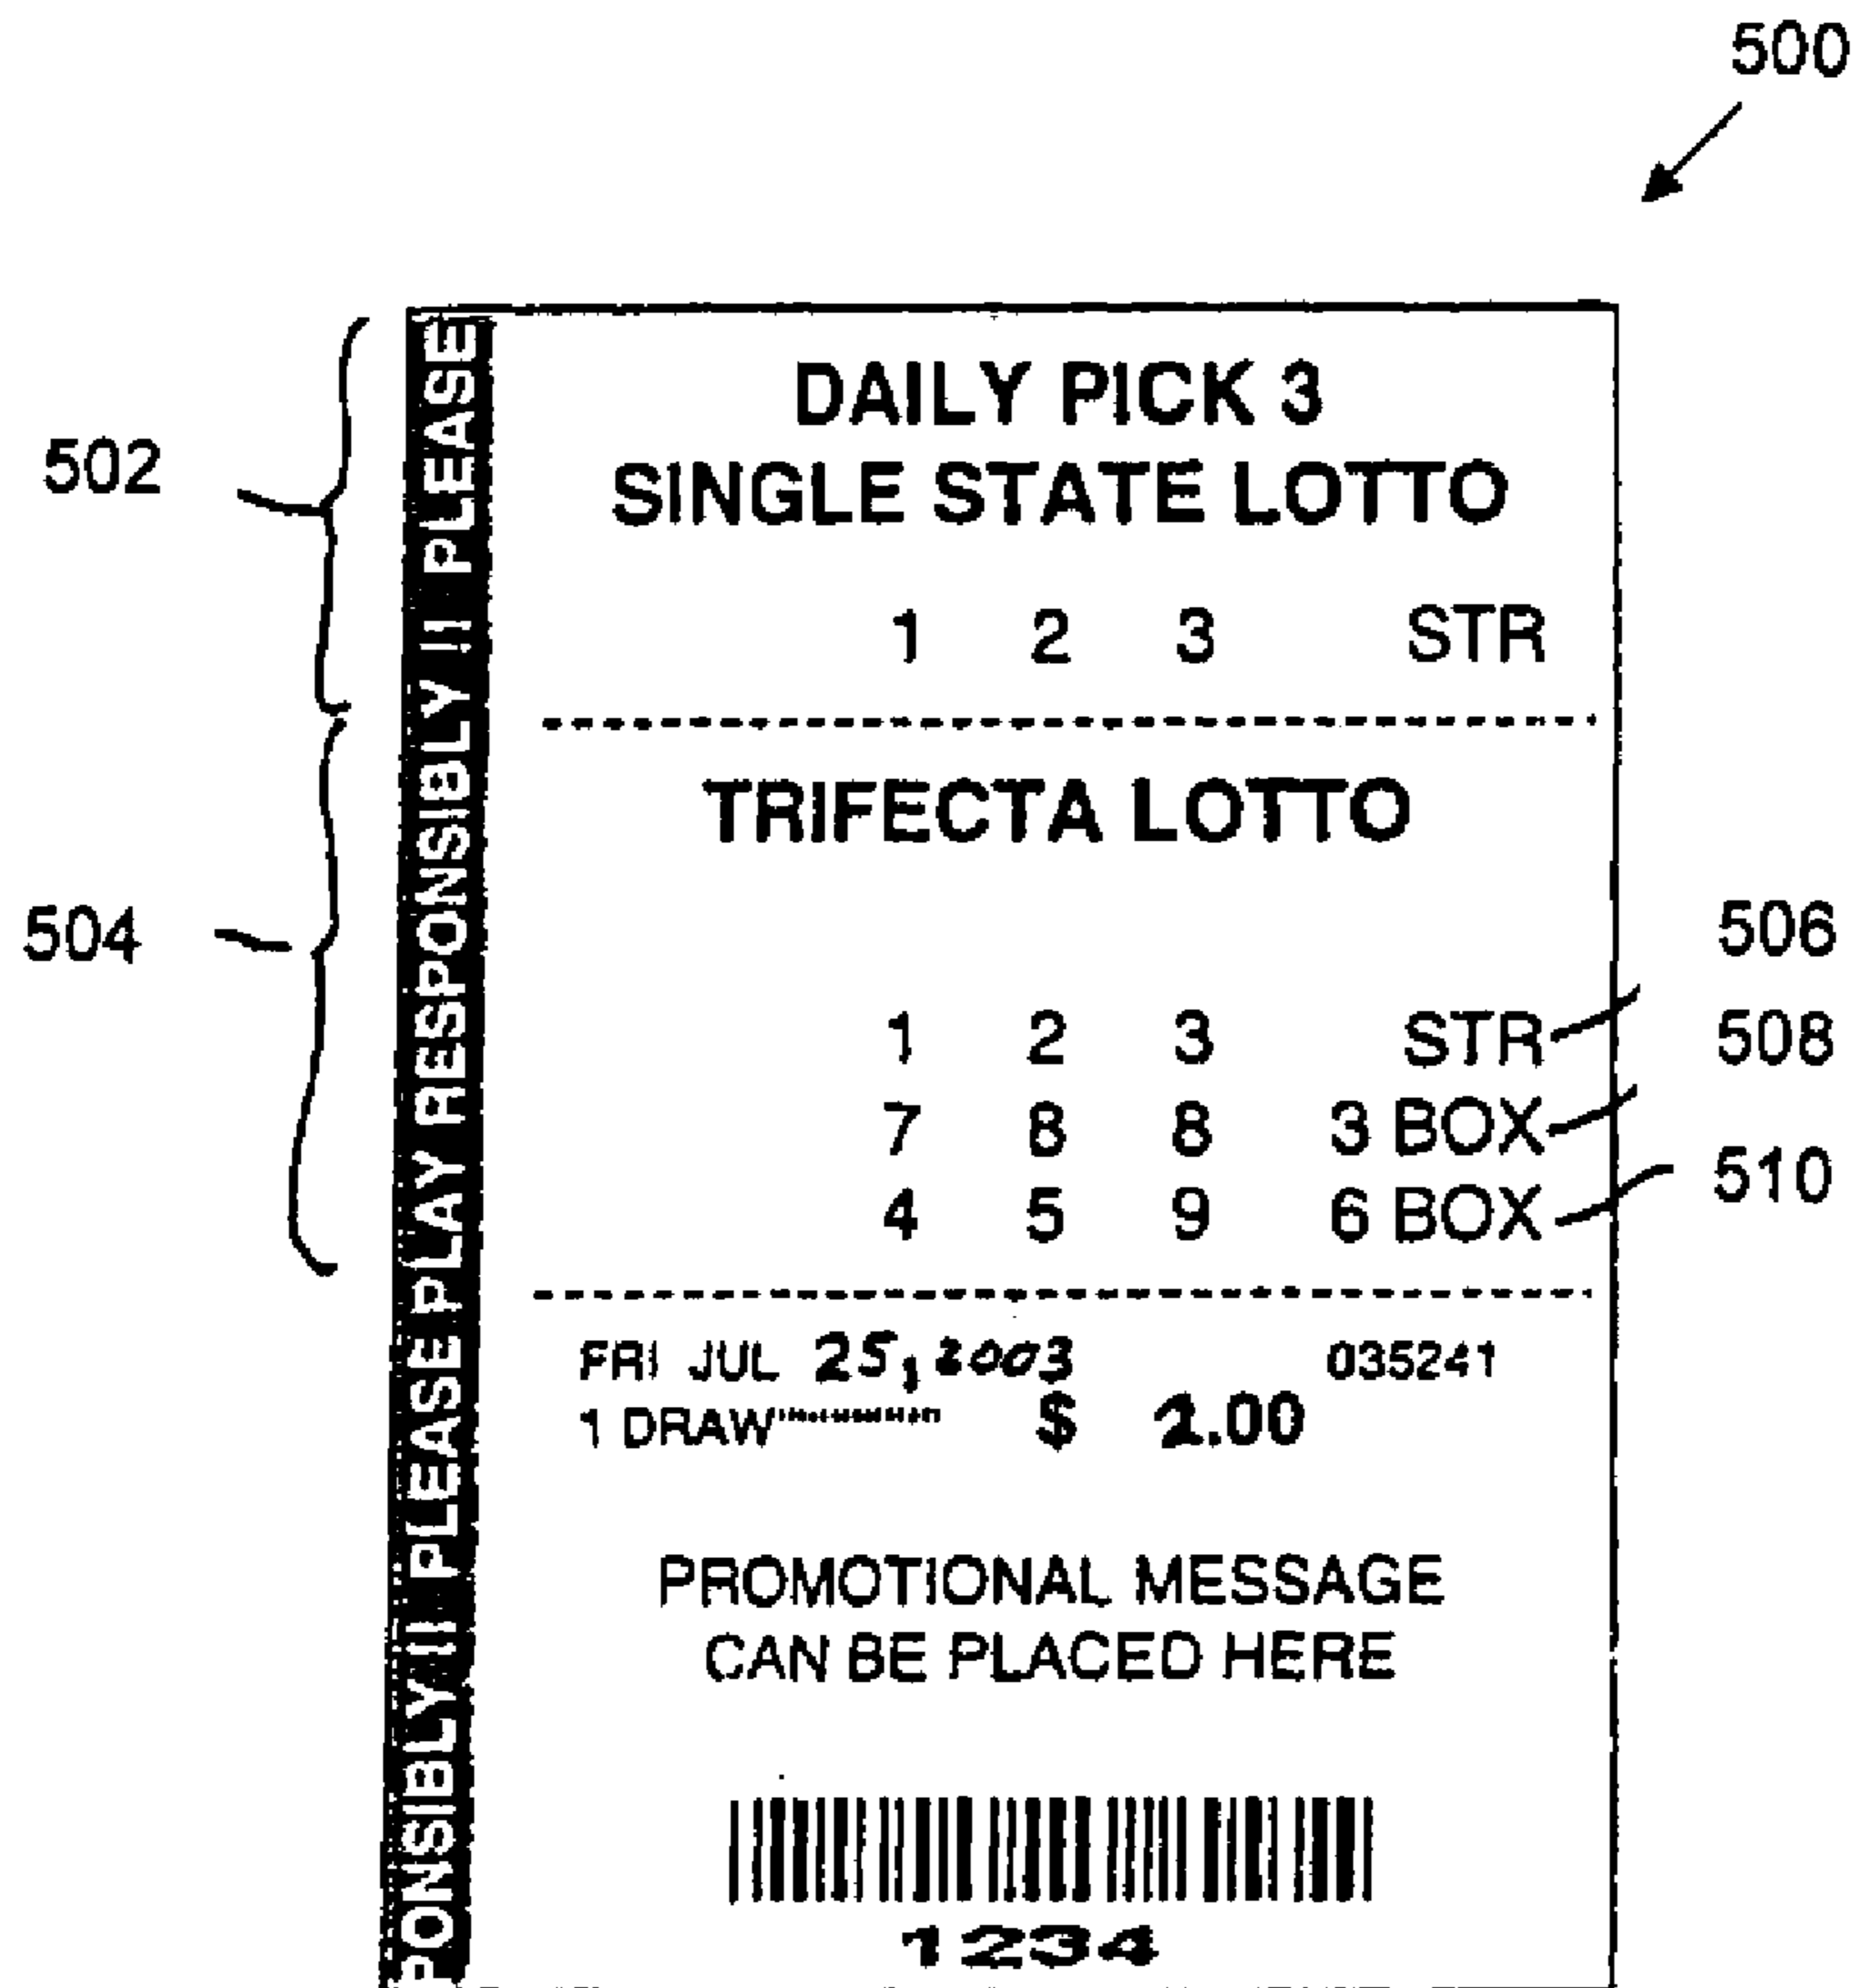 500
502
DAILY PICK 3
SINGLE STATE LOTTO
1 2 3 STR
504
TRIFECTA LOTTO
506
1 2 3 STR
508
7 8 8 3 BOX
510
4 5 9 6 BOX
FRI JUL 25, 2003 035241
1 DRAW $ 2.00
PROMOTIONAL MESSAGE
CAN BE PLACED HERE
1234
PONSIBLY !!! PLEASE PLAY RESPONSIBLY !!! PLEASE